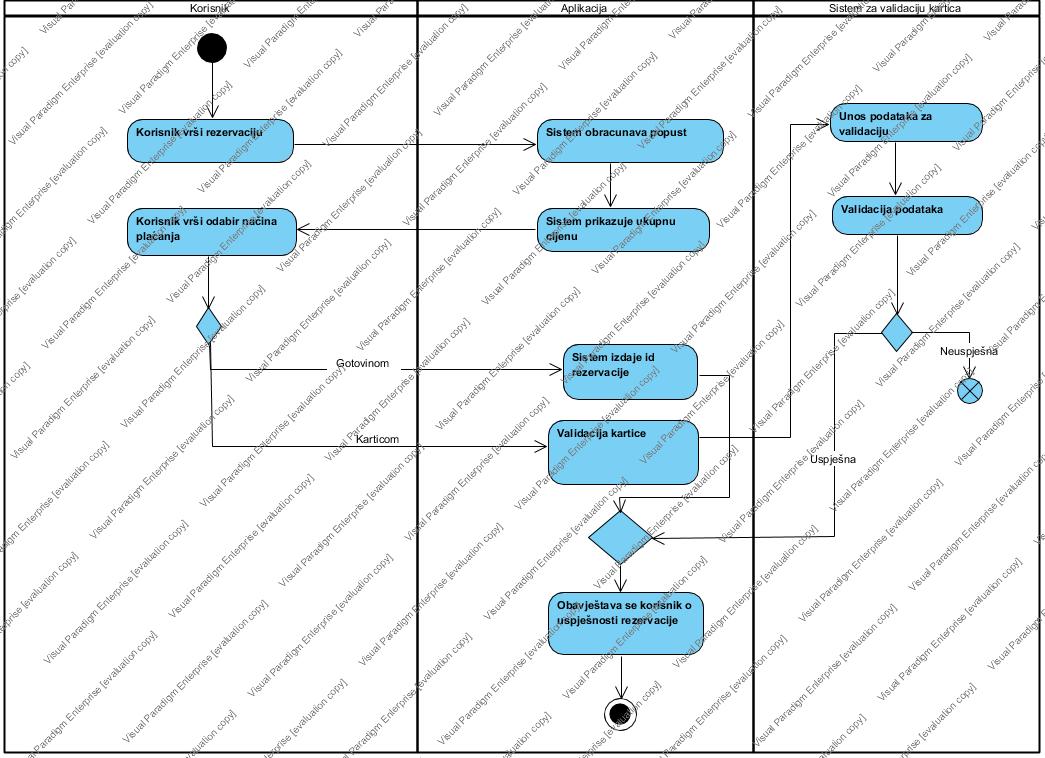 Korisnik
Aplikacija
Sistem za validaciju kartica
Korisnik vrši rezervaciju
Sistem obracunava popust
Unos podataka za
validaciju
Korisnik vrši odabir načina
plaćanja
Sistem prikazuje ukupnu
cijenu
Validacija podataka
Gotovinom
Sistem izdaje id
rezervacije
Neuspješna
Karticom
Validacija kartice
Uspješna
Obavještava se korisnik o
uspješnosti rezervacije
Visual Paradigm Enterprise [evaluation copy]